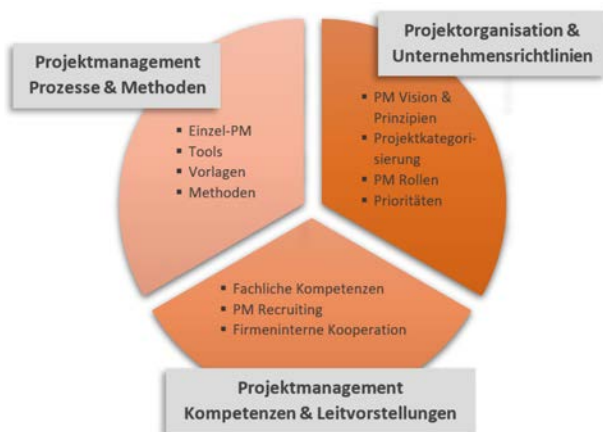 Projektmanagement
Prozesse & Methoden
▪ Einzel-PM
▪ Tools
▪ Vorlagen
▪ Methoden
Projektorganisation &
Unternehmensrichtlinien
▪ PM Vision &
Prinzipien
▪ Projektkategori-
sierung
▪ PM Rollen
▪ Prioritäten
▪ Fachliche Kompetenzen
▪ PM Recruiting
▪ Firmeninterne Kooperation
Projektmanagement
Kompetenzen & Leitvorstellungen